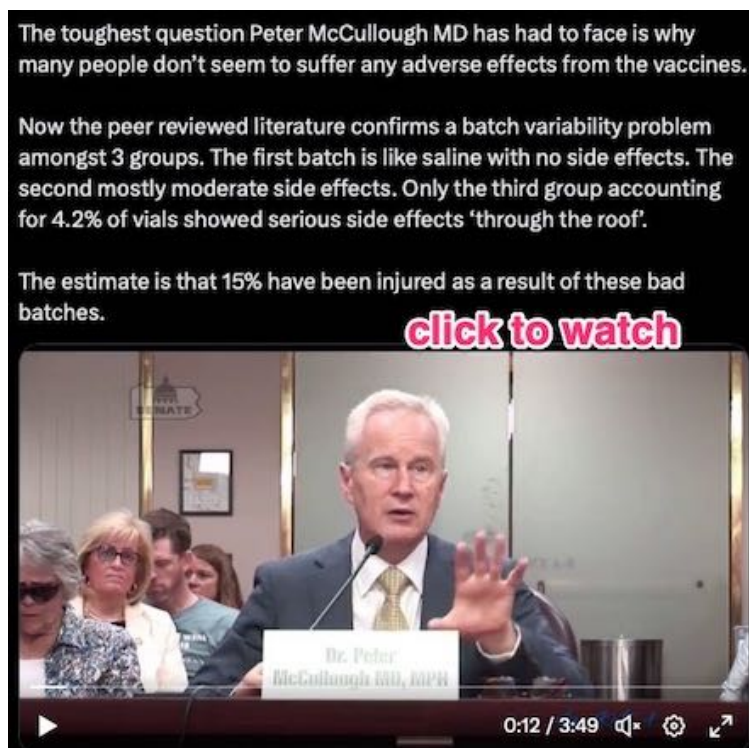 The toughest question Peter McCullough MD has had to face is why
many people don’t seem to suffer any adverse effects from the vaccines.
Now the peer reviewed literature confirms a batch variability problem
amongst 3 groups. The first batch is like saline with no side effects. The
second mostly moderate side effects. Only the third group accounting
for 4.2% of vials showed serious side effects ‘through the roof’.
The estimate is that 15% have been injured as a result of these bad
batches.
click to watch
SENATE
Dr. Peter
McCullough MD, MPH
0:12 / 3:49